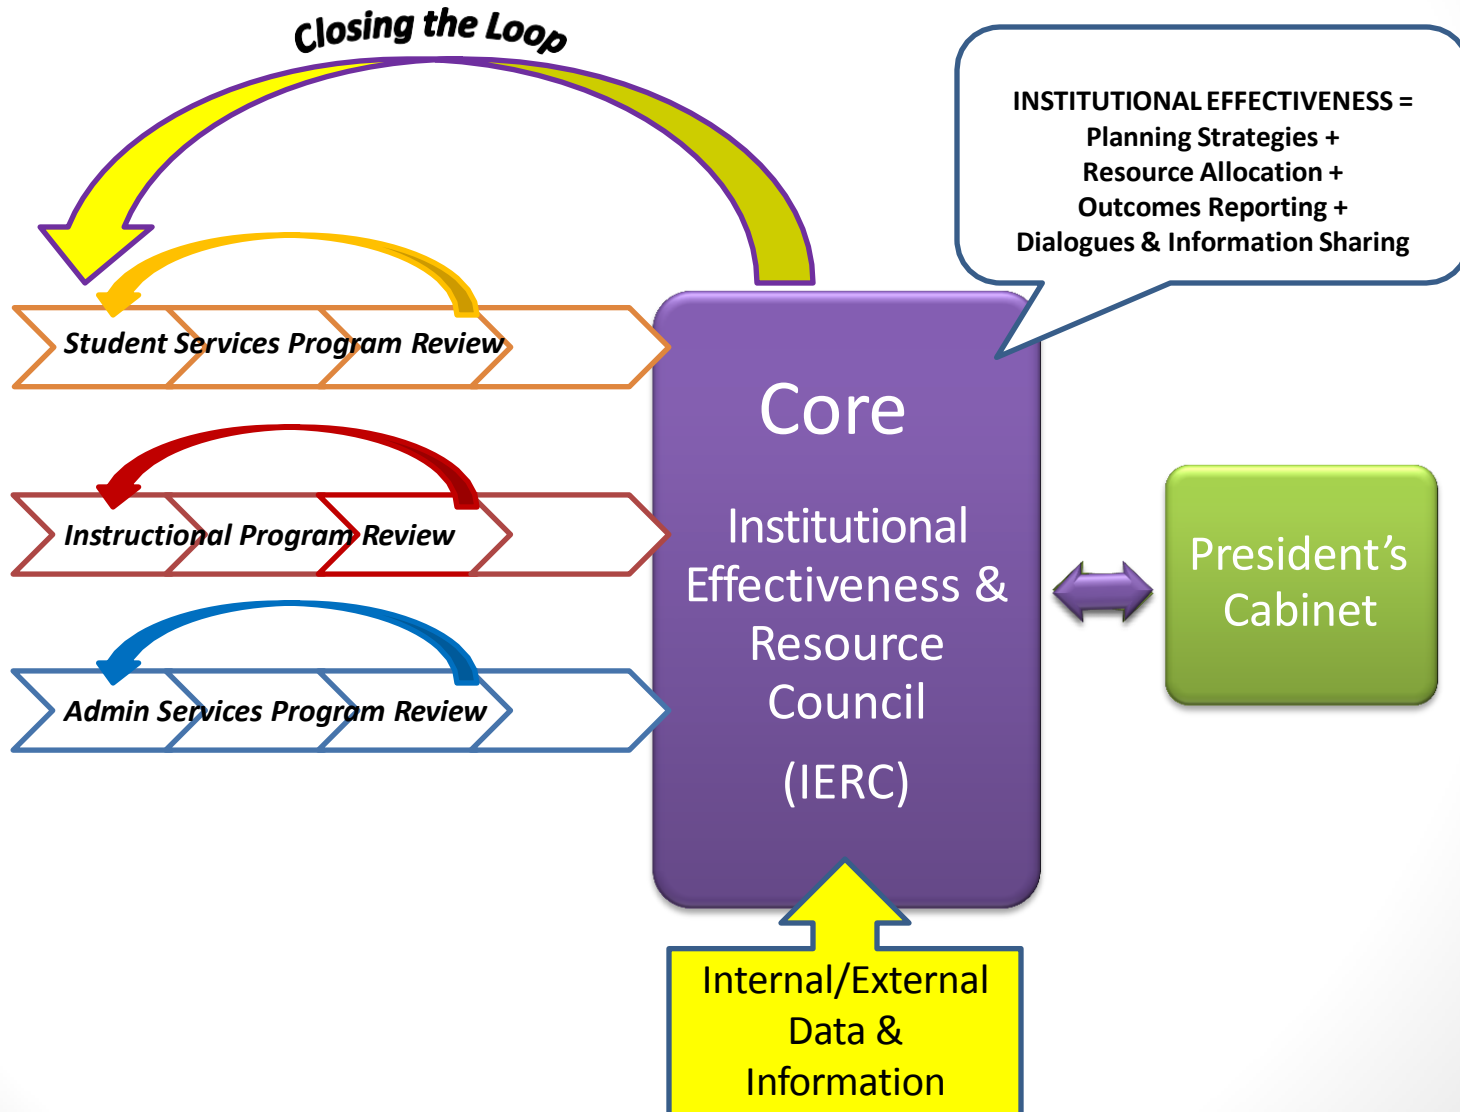 Closing the Loop
INSTITUTIONAL EFFECTIVENESS =
Planning Strategies +
Resource Allocation +
Outcomes Reporting +
Dialogues & Information Sharing
Student Services Program Review
Instructional Program Review
Admin Services Program Review
Core
Institutional
Effectiveness &
Resource
Council
(IERC)
President’s
Cabinet
Internal/External
Data &
Information